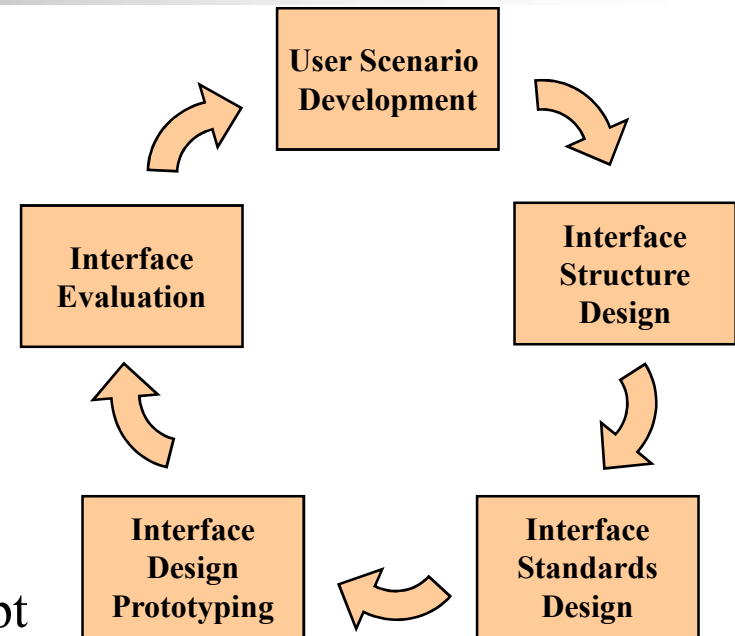 User Scenario
Development
Interface
Structure
Design
Interface
Standards
Design
Interface
Design
Prototyping
Interface
Evaluation